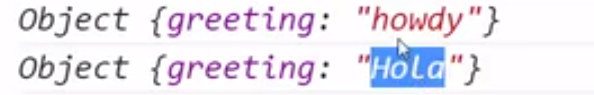 Object {greeting: "howdy"}
Object {greeting: "Hola"}